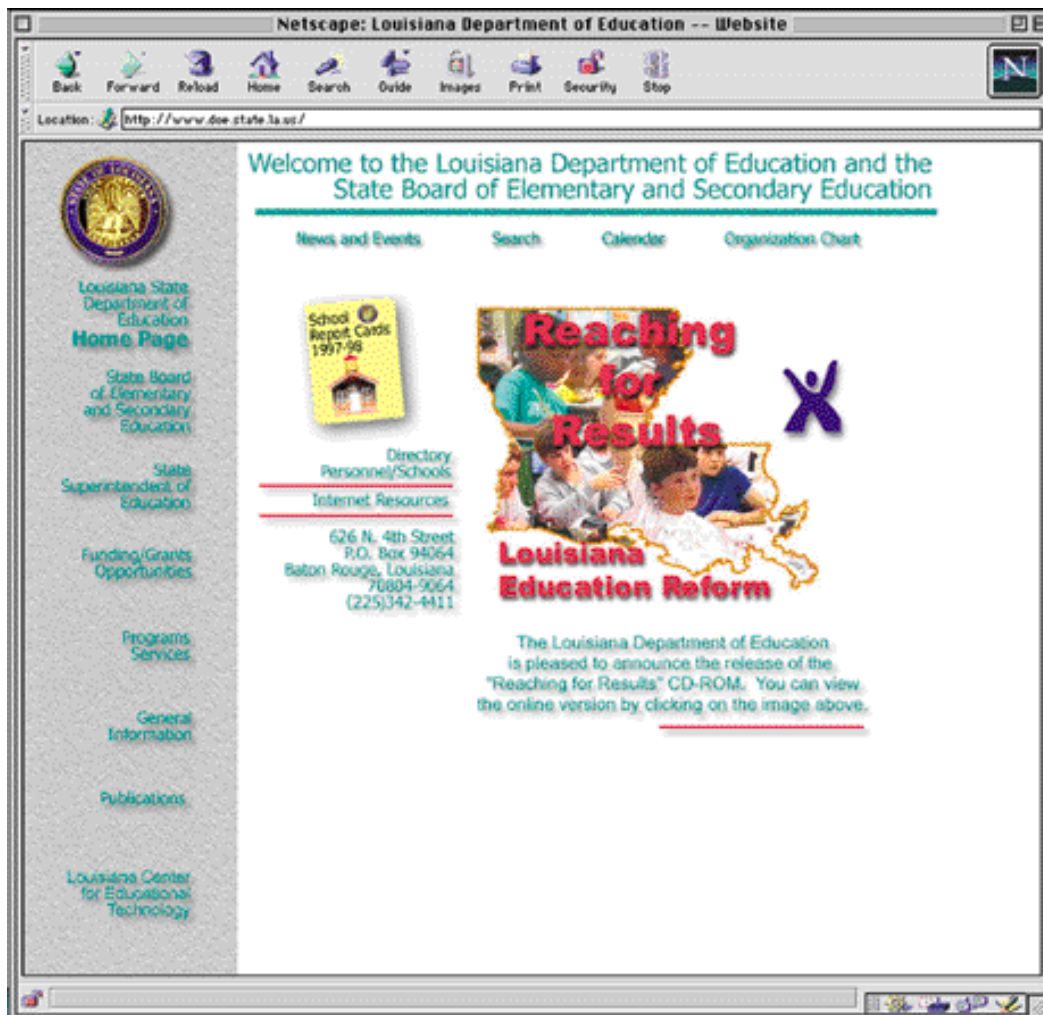 Netscape: Louisiana Department of Education -- Website
Back Forward Reload Home Search Guide Images Print Security Stop
N
Location: http://www.doe.state.la.us/
Welcome to the Louisiana Department of Education and the
State Board of Elementary and Secondary Education
News and Events Search Calendar Organization Chart
Louisiana State
Department of
Education
Home Page
State Board
of Elementary
and Secondary
Education
State
Superintendent of
Education
Funding/Grants
Opportunities
Programs
Services
General
Information
Publications
Louisiana Center
for Educational
Technology
School
Report Cards
1997-98
Directory
Personnel/Schools
Internet Resources
626 N. 4th Street
P.O. Box 94064
Baton Rouge, Louisiana
70804-9064
(225)342-4411
Reaching
for
Results
Louisiana
Education Reform
The Louisiana Department of Education
is pleased to announce the release of the
"Reaching for Results" CD-ROM. You can view
the online version by clicking on the image above.